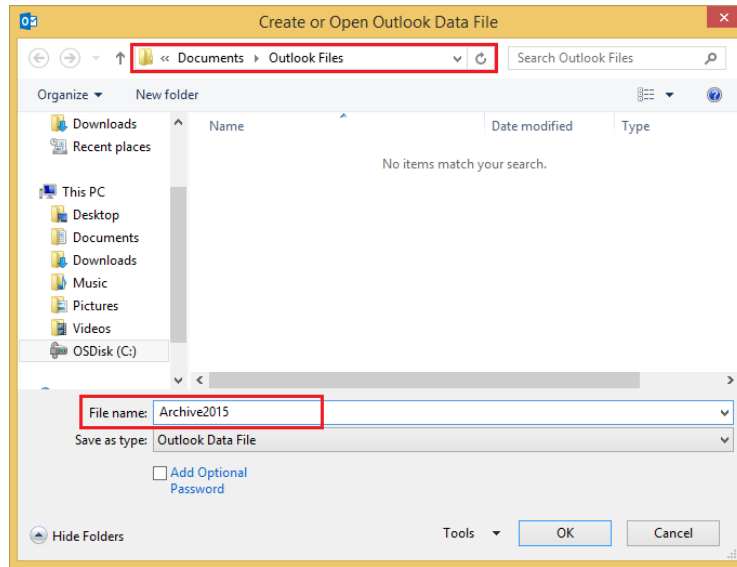 Create or Open Outlook Data File
« Documents Outlook Files
Search Outlook Files
Organize New folder
Name Date modified Type
No items match your search.
Downloads
Recent places
This PC
Desktop
Documents
Downloads
Music
Pictures
Videos
OSDisk (C:)
File name: Archive2015
Save as type: Outlook Data File
Add Optional
Password
Hide Folders
Tools OK Cancel